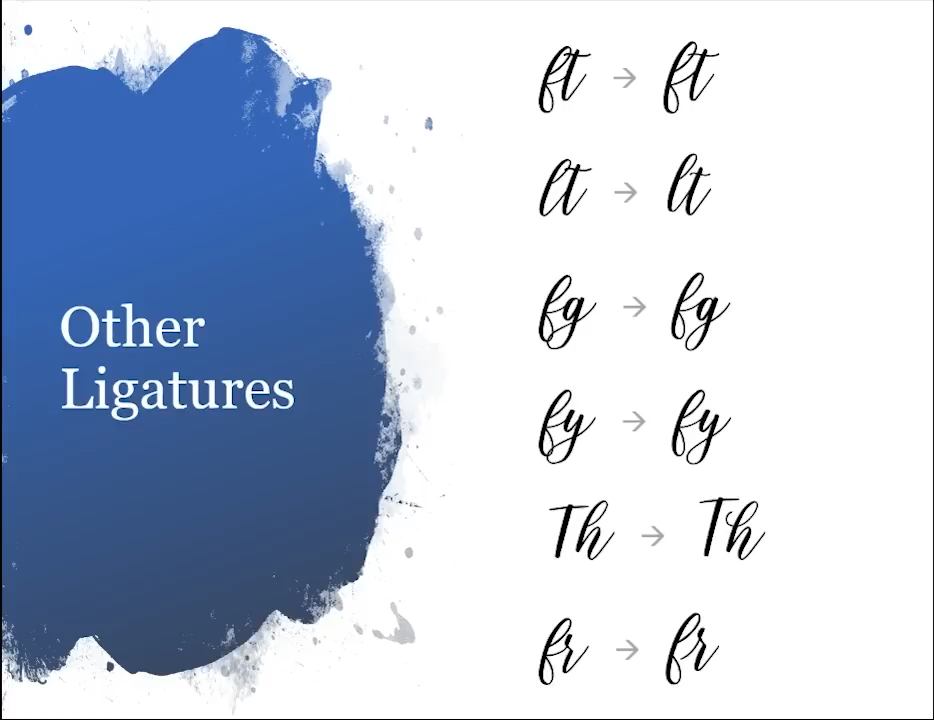 Other
Ligatures
ft → ft
lt → lt
fg → fg
fy → fy
Th → Th
fr → fr